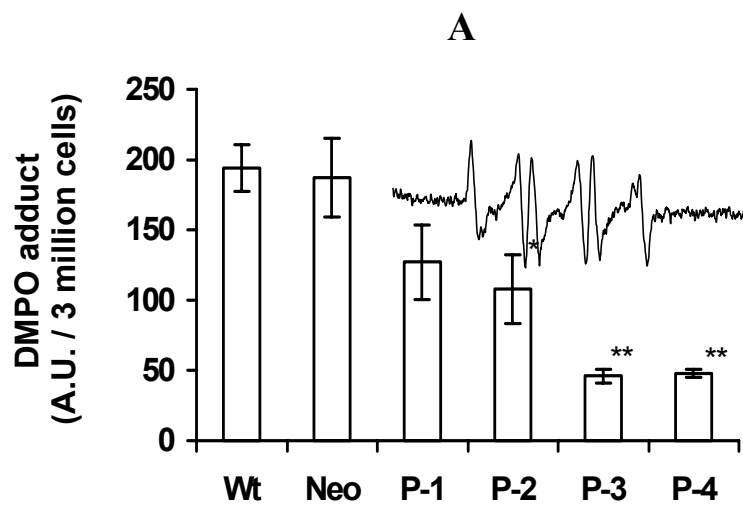 A
DMPO adduct
(A.U. / 3 million cells)
250
200
150
100
50
0
*
**
**
Wt Neo P-1 P-2 P-3 P-4